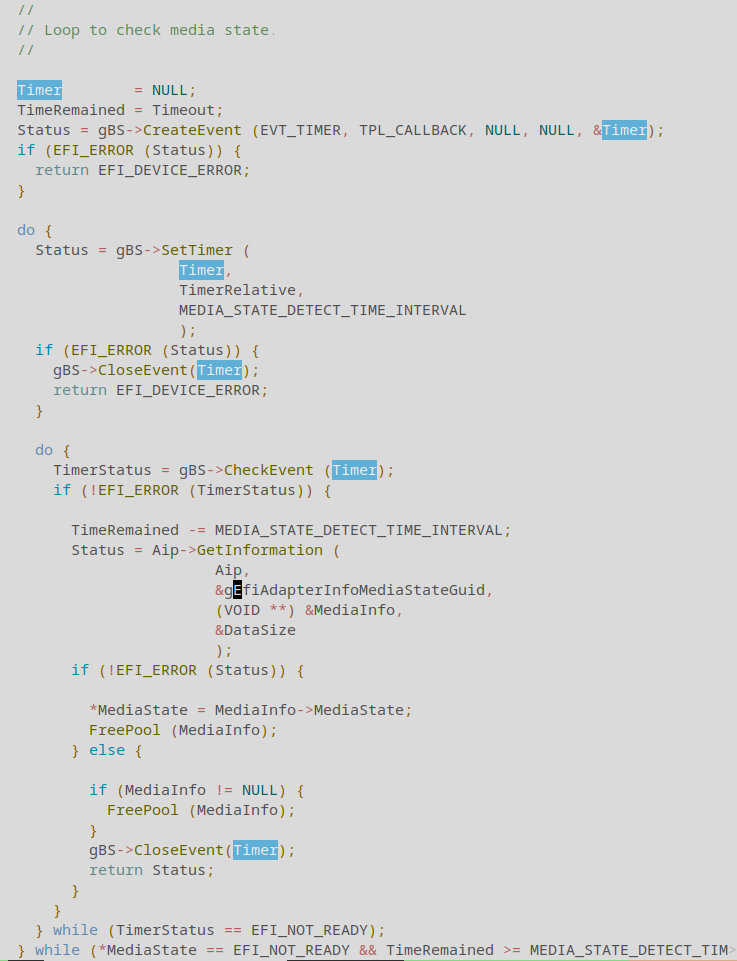 //
// Loop to check media state.
//
Timer        = NULL;
TimeRemained = Timeout;
Status = gBS->CreateEvent (EVT_TIMER, TPL_CALLBACK, NULL, NULL, &Timer);
if (EFI_ERROR (Status)) {
  return EFI_DEVICE_ERROR;
}
do {
  Status = gBS->SetTimer (
                  Timer,
                  TimerRelative,
                  MEDIA_STATE_DETECT_TIME_INTERVAL
                  );
  if (EFI_ERROR (Status)) {
    gBS->CloseEvent(Timer);
    return EFI_DEVICE_ERROR;
  }
  do {
    TimerStatus = gBS->CheckEvent (Timer);
    if (!EFI_ERROR (TimerStatus)) {
      TimeRemained -= MEDIA_STATE_DETECT_TIME_INTERVAL;
      Status = Aip->GetInformation (
                      Aip,
                      &gEfiAdapterInfoMediaStateGuid,
                      (VOID **) &MediaInfo,
                      &DataSize
                      );
      if (!EFI_ERROR (Status)) {
        *MediaState = MediaInfo->MediaState;
        FreePool (MediaInfo);
      } else {
        if (MediaInfo != NULL) {
          FreePool (MediaInfo);
        }
        gBS->CloseEvent(Timer);
        return Status;
      }
    }
  } while (TimerStatus == EFI_NOT_READY);
} while (*MediaState == EFI_NOT_READY && TimeRemained >= MEDIA_STATE_DETECT_TIM>